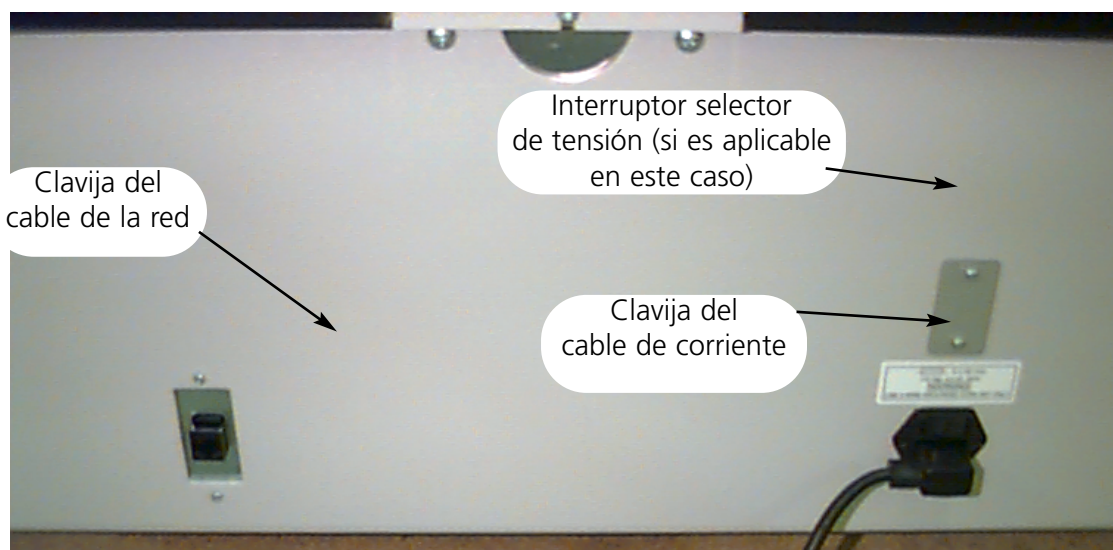 Interruptor selector
de tensión (si es aplicable
en este caso)
Clavija del
cable de la red
Clavija del
cable de corriente